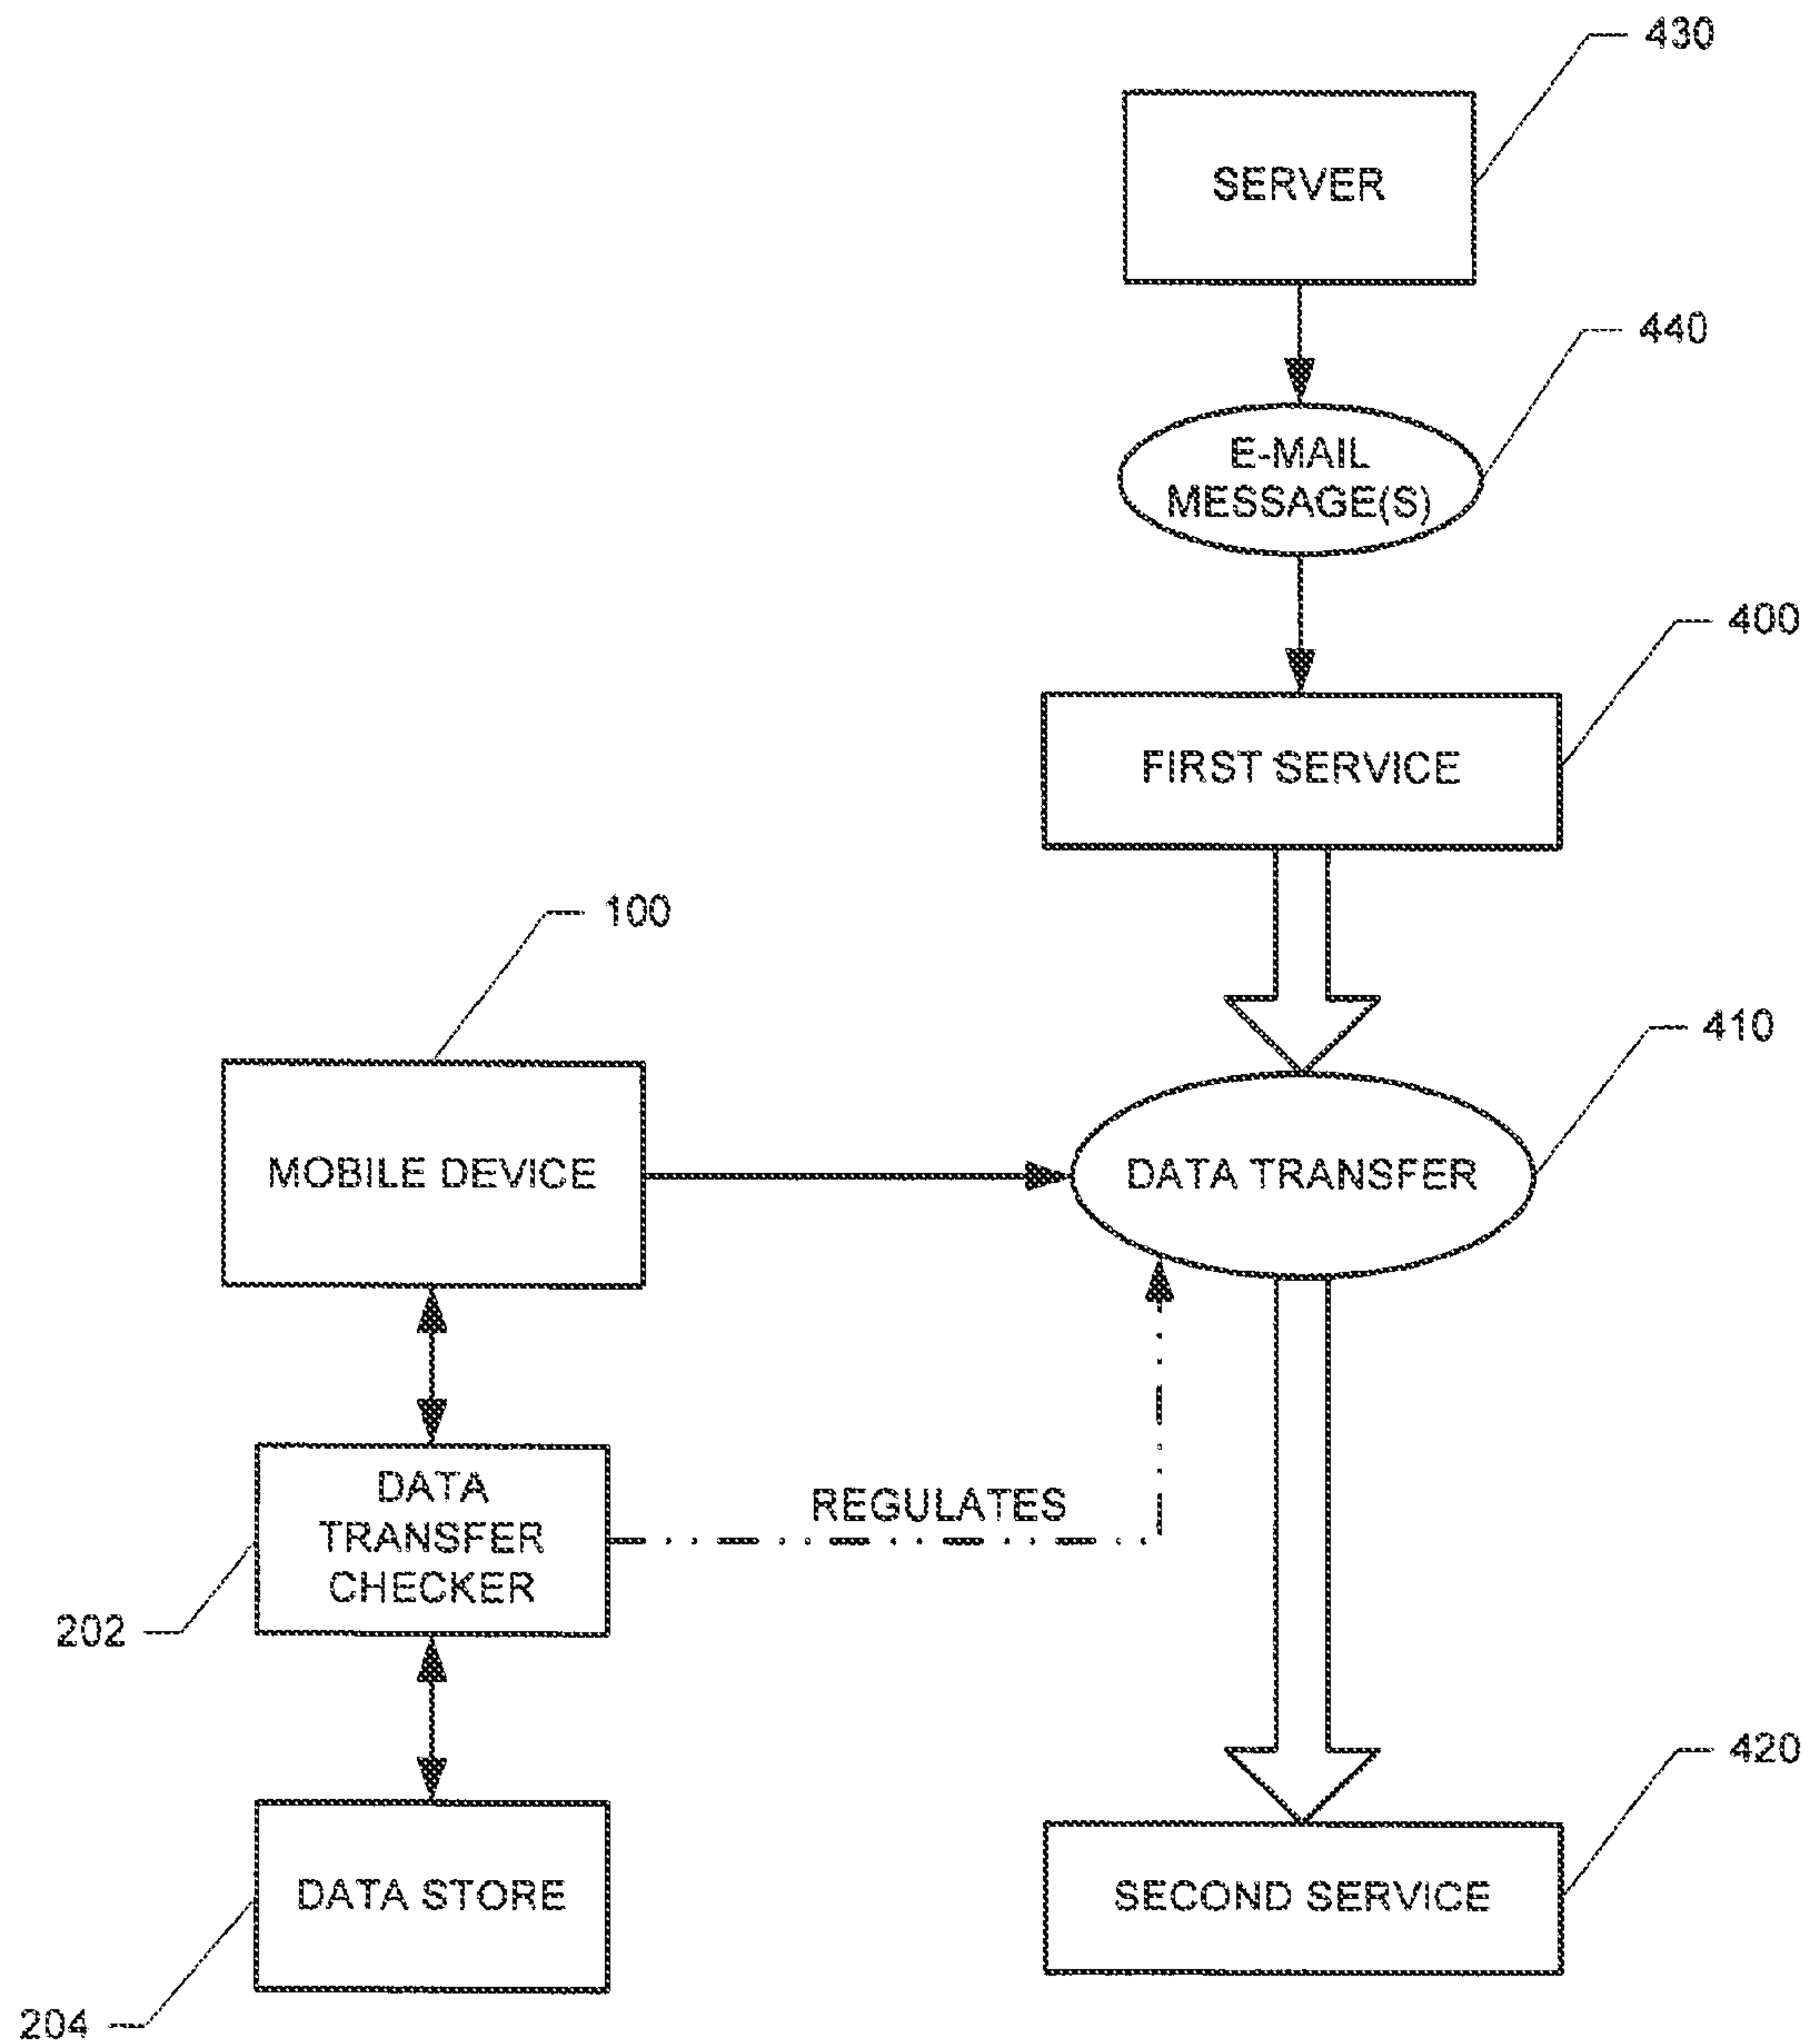 430
SERVER
440
E-MAIL
MESSAGE(S)
400
FIRST SERVICE
100
410
MOBILE DEVICE
DATA TRANSFER
DATA
TRANSFER
CHECKER
REGULATES
202
420
DATA STORE
SECOND SERVICE
204